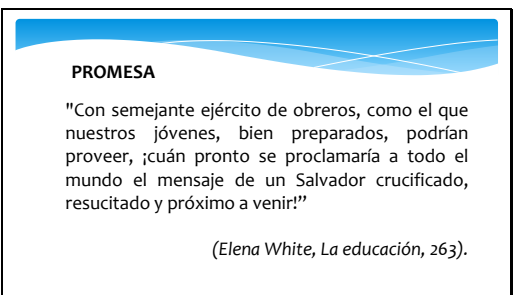 PROMESA
"Con semejante ejército de obreros, como el que
nuestros jóvenes, bien preparados, podrían
proveer, ¡cuán pronto se proclamaría a todo el
mundo el mensaje de un Salvador crucificado,
resucitado y próximo a venir!”
(Elena White, La educación, 263).